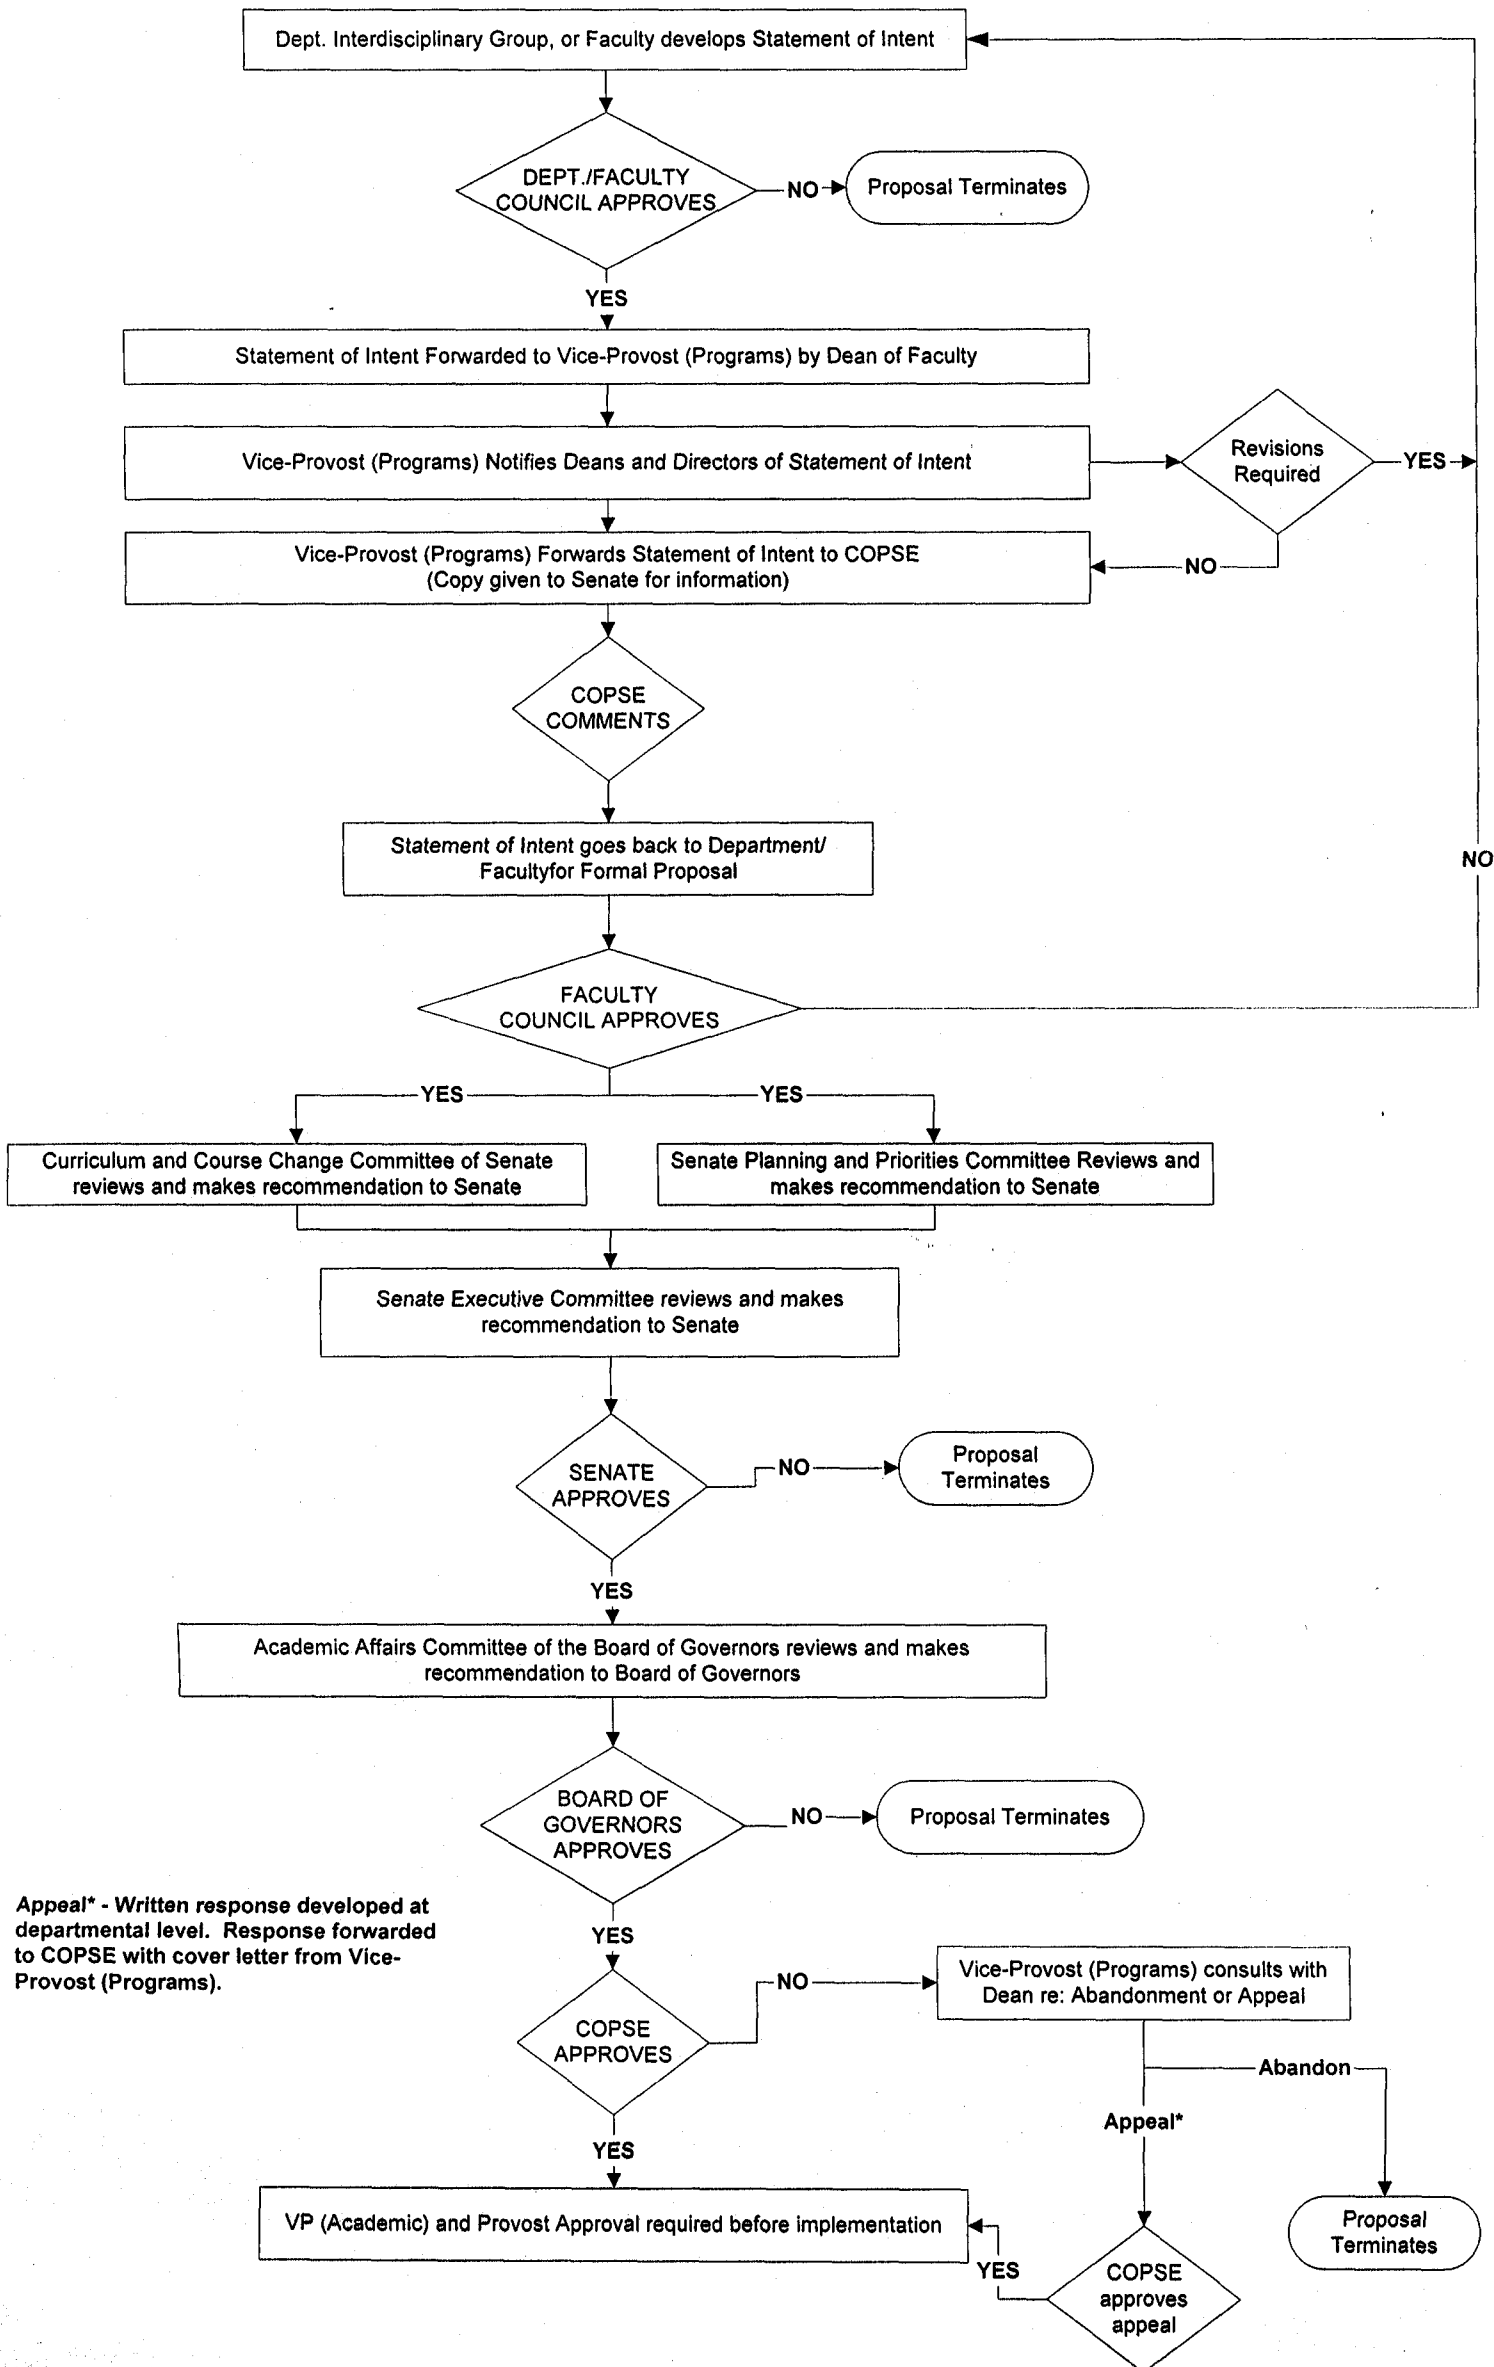 Dept. Interdisciplinary Group, or Faculty develops Statement of Intent
DEPT./FACULTY
COUNCIL APPROVES
NO
Proposal Terminates
YES
Statement of Intent Forwarded to Vice-Provost (Programs) by Dean of Faculty
Vice-Provost (Programs) Notifies Deans and Directors of Statement of Intent
Revisions
Required
YES
Vice-Provost (Programs) Forwards Statement of Intent to COPSE
(Copy given to Senate for information)
NO
COPSE
COMMENTS
Statement of Intent goes back to Department/
Facultyfor Formal Proposal
NO
FACULTY
COUNCIL APPROVES
YES
YES
Curriculum and Course Change Committee of Senate
reviews and makes recommendation to Senate
Senate Planning and Priorities Committee Reviews and
makes recommendation to Senate
Senate Executive Committee reviews and makes
recommendation to Senate
SENATE
APPROVES
NO
Proposal
Terminates
YES
Academic Affairs Committee of the Board of Governors reviews and makes
recommendation to Board of Governors
BOARD OF
GOVERNORS
APPROVES
NO
Proposal Terminates
Appeal* - Written response developed at
departmental level. Response forwarded
to COPSE with cover letter from Vice-
Provost (Programs).
YES
COPSE
APPROVES
NO
Vice-Provost (Programs) consults with
Dean re: Abandonment or Appeal
Abandon
Appeal*
YES
VP (Academic) and Provost Approval required before implementation
Proposal
Terminates
YES
COPSE
approves
appeal